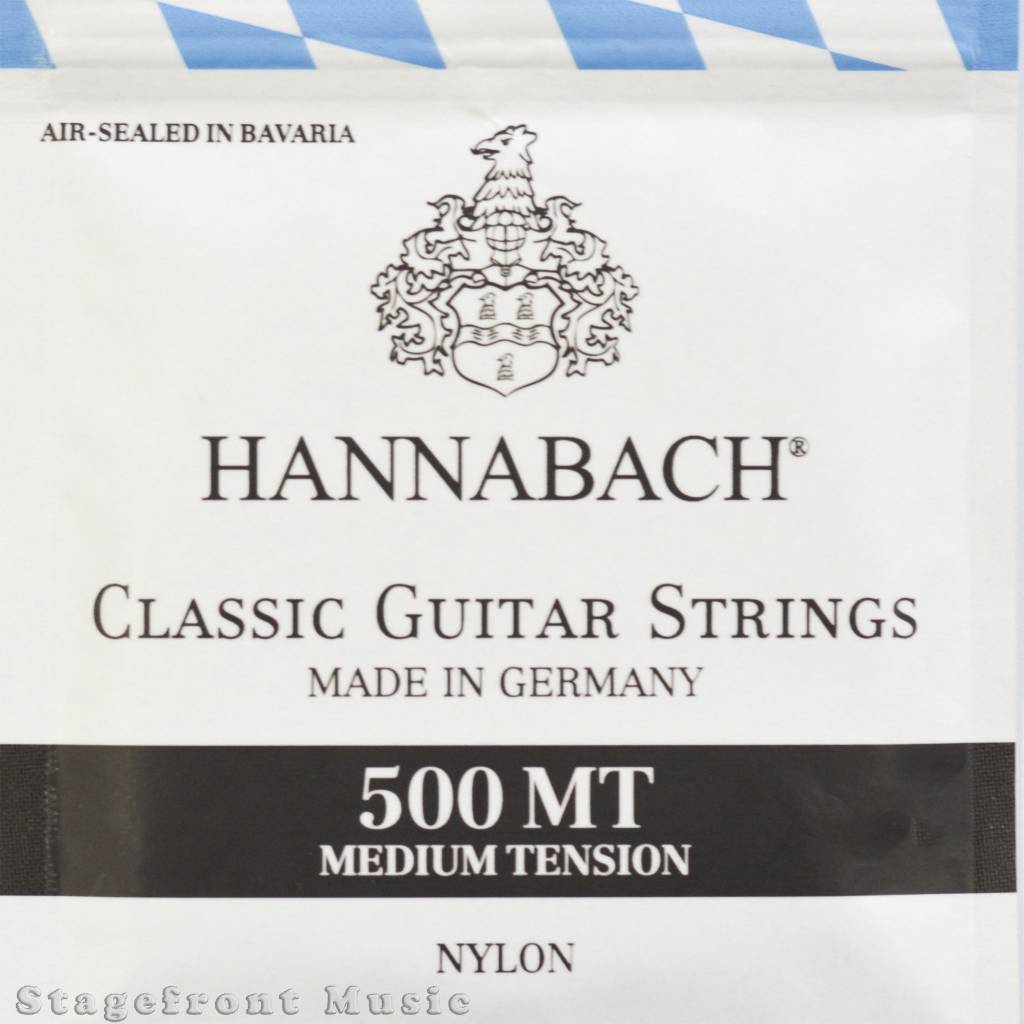 AIR-SEALED IN BAVARIA
HANNABACH®
CLASSIC GUITAR STRINGS
MADE IN GERMANY
500 MT
MEDIUM TENSION
NYLON
Stagefront Music